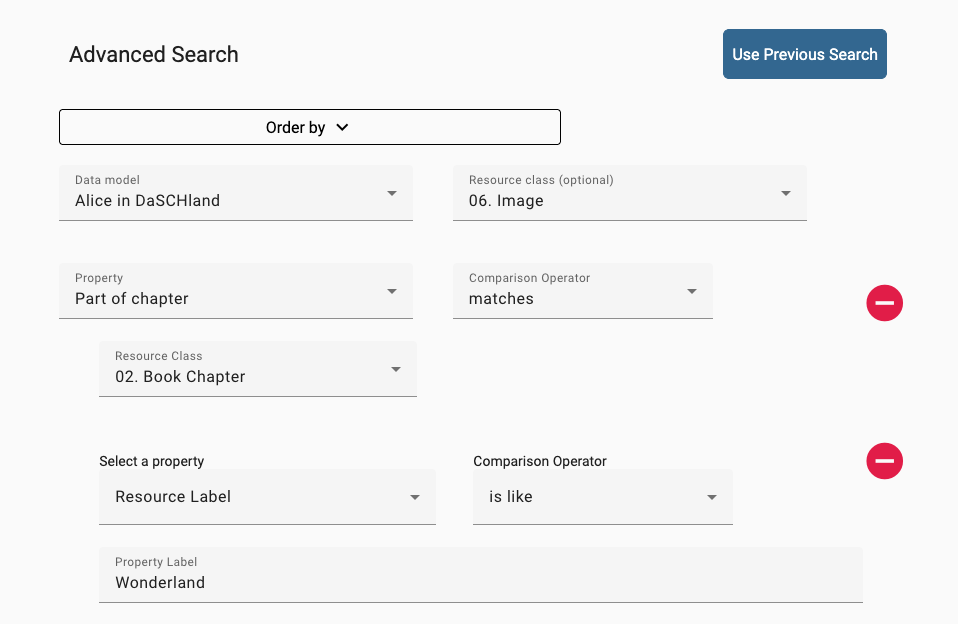 Advanced Search
Use Previous Search
Order by
Data model
Alice in DaSCHland
Resource class (optional)
06. Image
Property
Part of chapter
Comparison Operator
matches
Resource Class
02. Book Chapter
Select a property
Resource Label
Comparison Operator
is like
Property Label
Wonderland